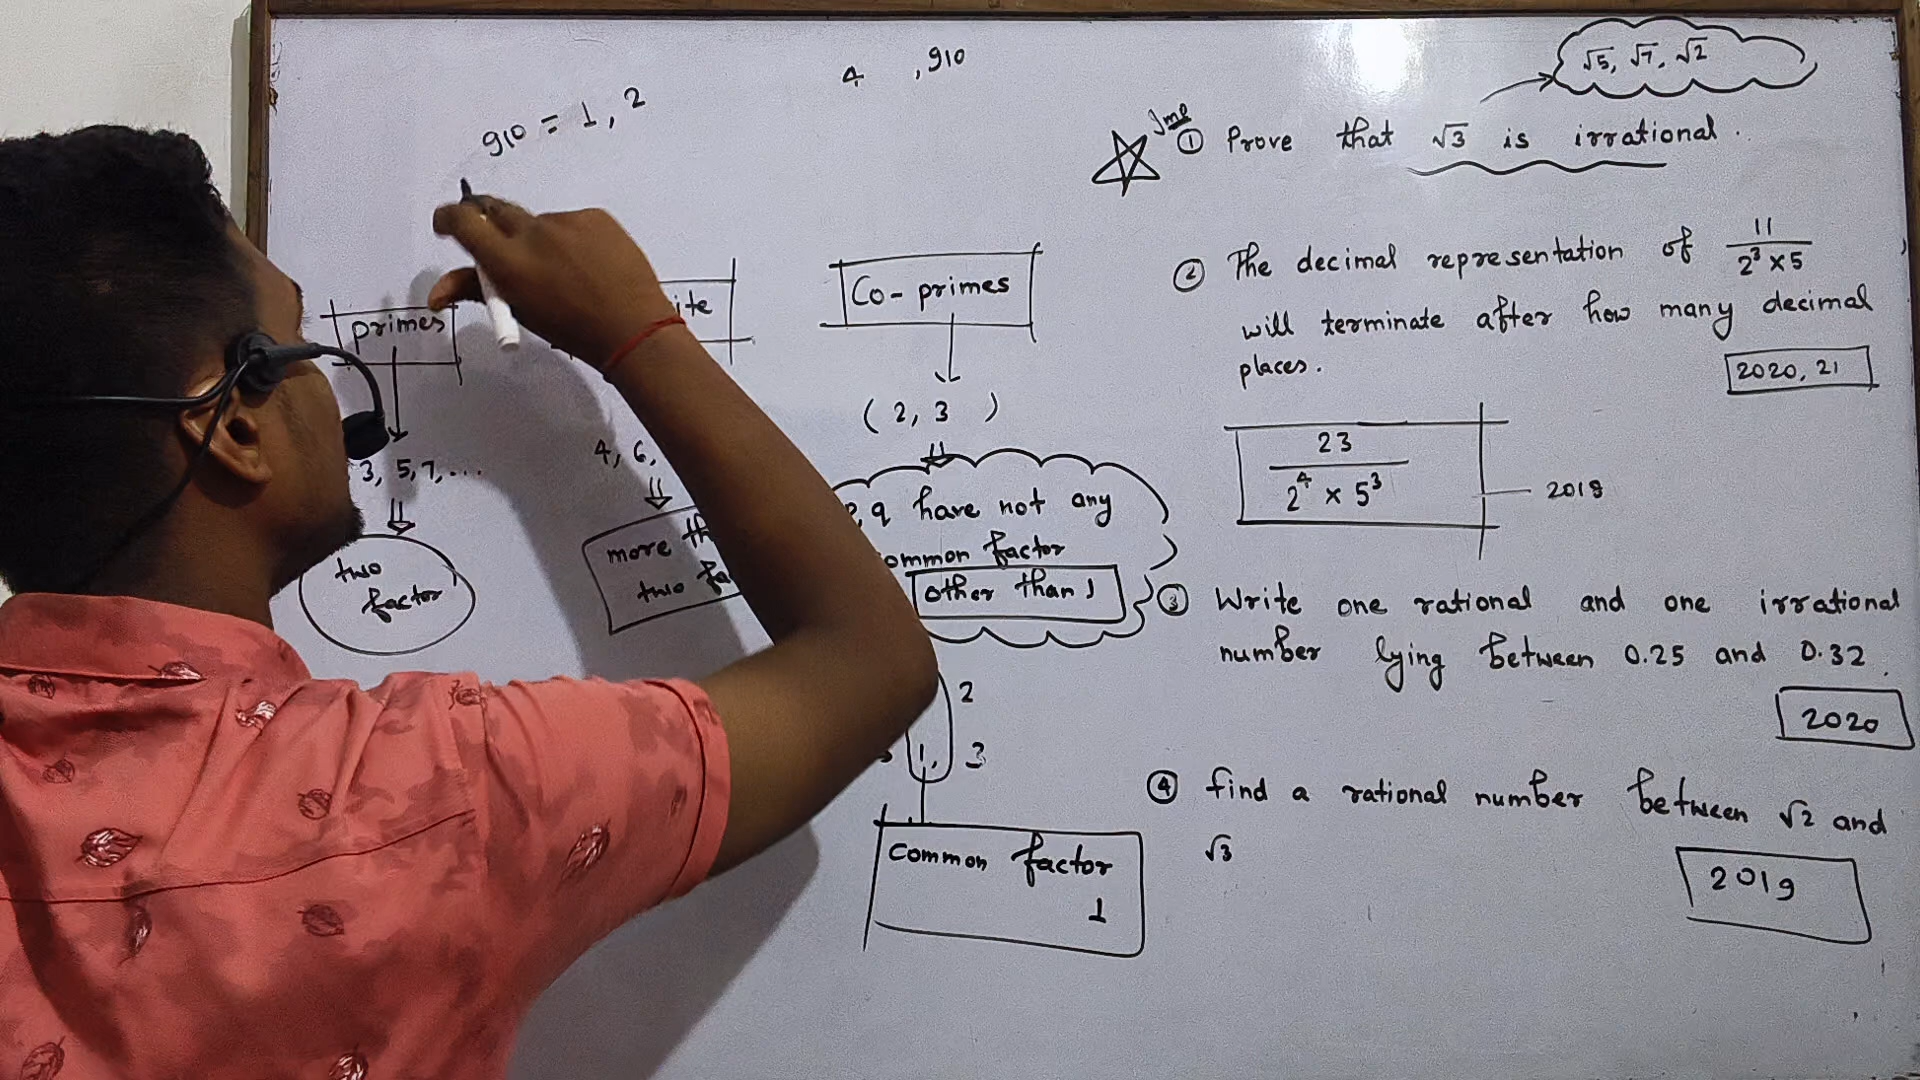 4 , 910
910 = 1, 2
primes
3, 5, 7, ...
two
factor
ite
4, 6,
more th
two fa
Co-primes
( 2, 3 )
, q have not any
ommon factor
other than 1
2
1, 3
Common factor
1
√5, √7, √2
Imp
① Prove that √3 is irrational.
② The decimal representation of 11/2³ × 5
will terminate after how many decimal
places.
2020, 21
23
2⁴ × 5³
③ Write one rational and one irrational
number lying between 0.25 and 0.32.
2020
④ find a rational number between √2 and
√3
2019